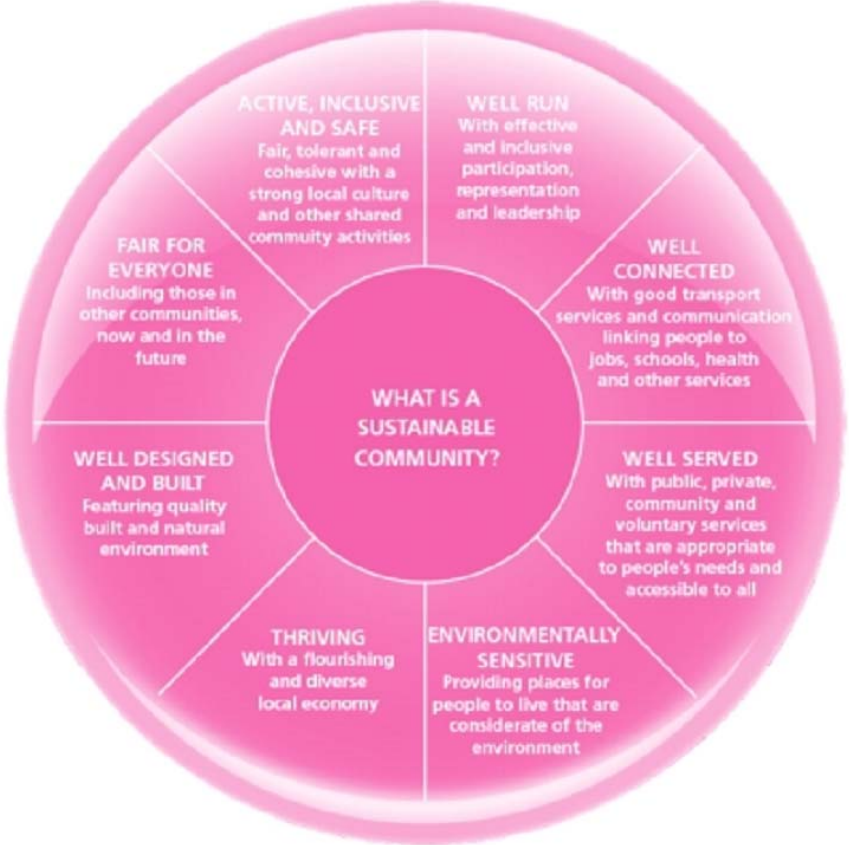 WHAT IS A
SUSTAINABLE
COMMUNITY?
ACTIVE, INCLUSIVE
AND SAFE
Fair, tolerant and
cohesive with a
strong local culture
and other shared
commuity activities
WELL RUN
With effective
and inclusive
participation,
representation
and leadership
WELL
CONNECTED
With good transport
services and communication
linking people to
jobs, schools, health
and other services
WELL SERVED
With public, private,
community and
voluntary services
that are appropriate
to people's needs and
accessible to all
ENVIRONMENTALLY
SENSITIVE
Providing places for
people to live that are
considerate of the
environment
THRIVING
With a flourishing
and diverse
local economy
WELL DESIGNED
AND BUILT
Featuring quality
built and natural
environment
FAIR FOR
EVERYONE
Including those in
other communities,
now and in the
future